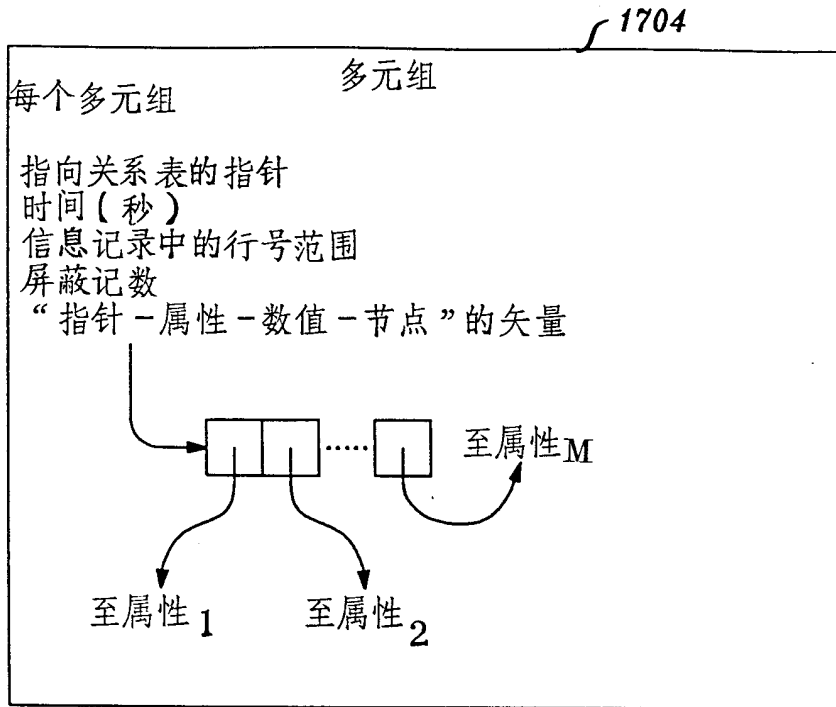 1704
多元组
每个多元组
指向关系表的指针
时间(秒)
信息记录中的行号范围
屏蔽记数
“指针-属性-数值-节点”的矢量
至属性M
至属性1
至属性2